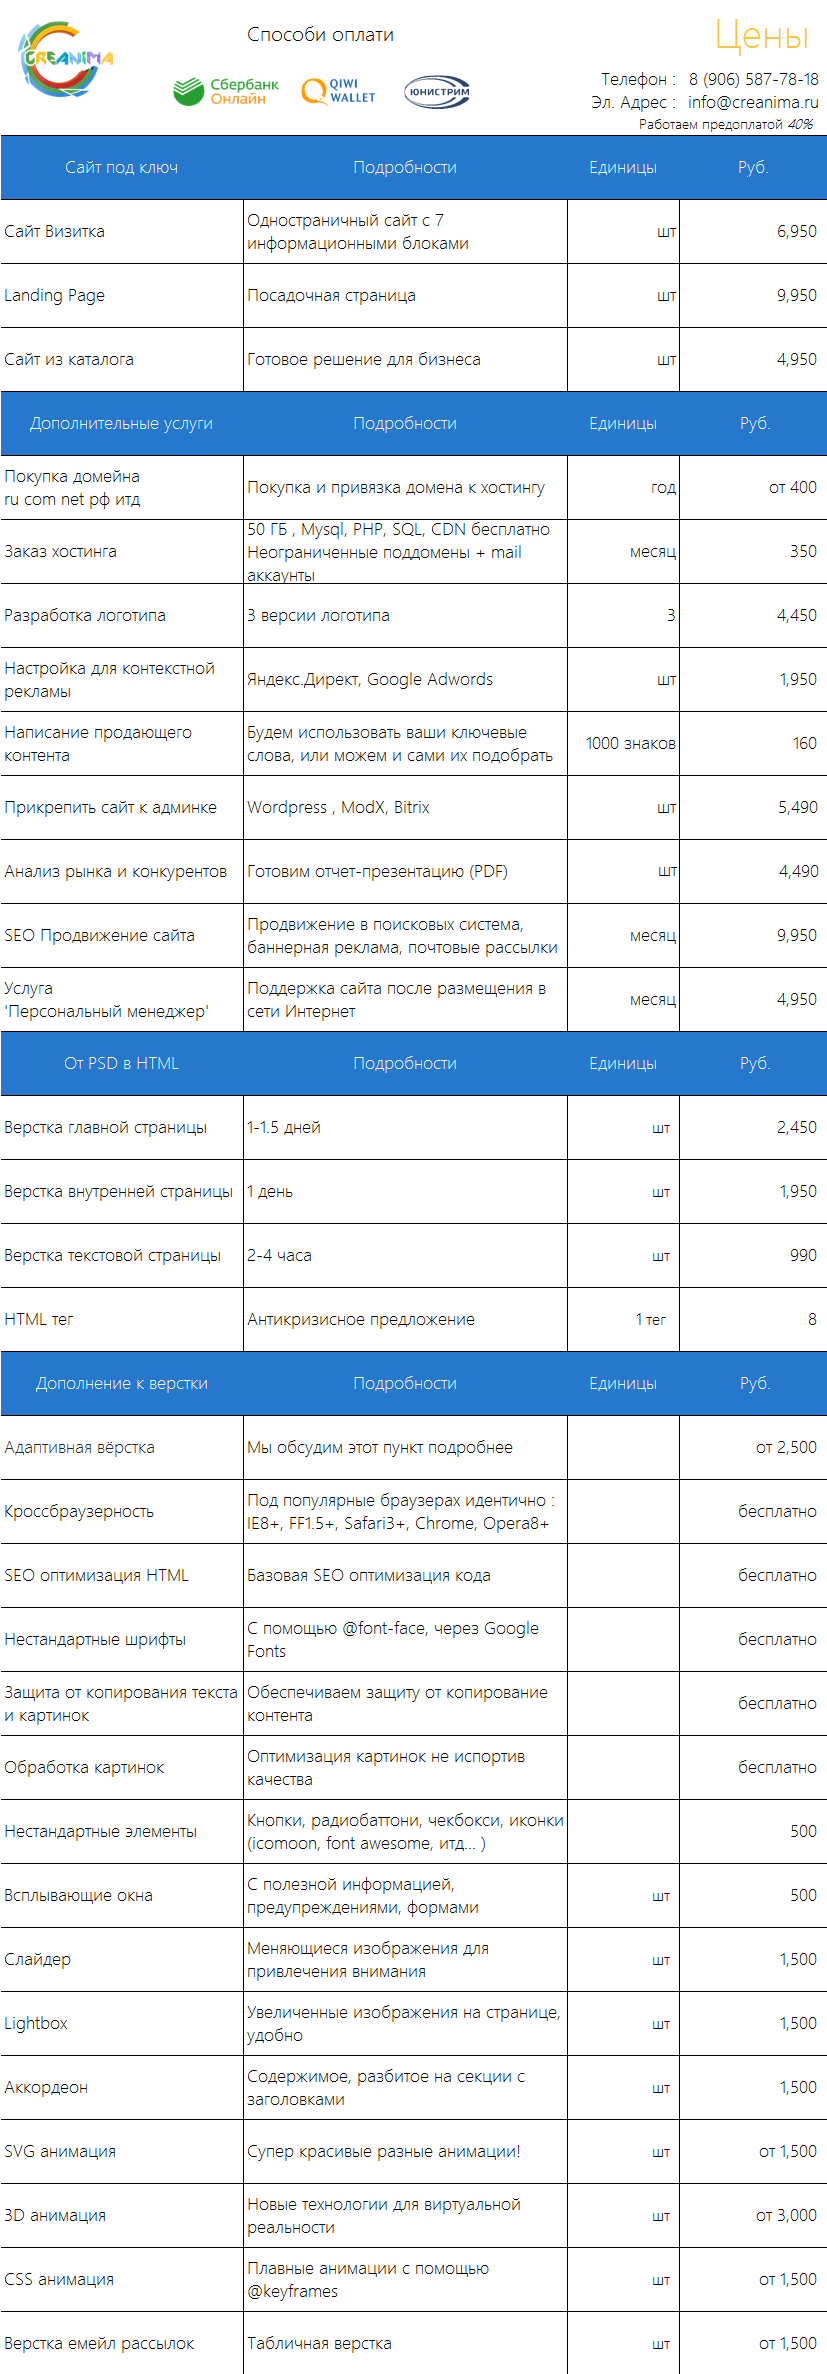 CREANIMA
Способи оплати
Цены
Сбербанк
Онлайн
QIWI
WALLET
ЮНИСТРИМ
Телефон : 8 (906) 587-78-18
Эл. Адрес : info@creanima.ru
Работаем предоплатой 40%
Сайт под ключ Подробности Единицы Руб.
Сайт Визитка
Одностраничный сайт с 7
информационными блоками
шт 6,950
Landing Page Посадочная страница шт 9,950
Сайт из каталога Готовое решение для бизнеса шт 4,950
Дополнительные услуги Подробности Единицы Руб.
Покупка домейна
ru com net рф итд
Покупка и привязка домена к хостингу год от 400
Заказ хостинга
50 ГБ , Mysql, PHP, SQL, CDN бесплатно
Неограниченные поддомены + mail
аккаунты
месяц 350
Разработка логотипа 3 версии логотипа 3 4,450
Настройка для контекстной
рекламы
Яндекс.Директ, Google Adwords шт 1,950
Написание продающего
контента
Будем использовать ваши ключевые
слова, или можем и сами их подобрать
1000 знаков 160
Прикрепить сайт к админке Wordpress , ModX, Bitrix шт 5,490
Анализ рынка и конкурентов Готовим отчет-презентацию (PDF) шт 4,490
SEO Продвижение сайта
Продвижение в поисковых система,
баннерная реклама, почтовые рассылки
месяц 9,950
Услуга
'Персональный менеджер'
Поддержка сайта после размещения в
сети Интернет
месяц 4,950
От PSD в HTML Подробности Единицы Руб.
Верстка главной страницы 1-1.5 дней шт 2,450
Верстка внутренней страницы 1 день шт 1,950
Верстка текстовой страницы 2-4 часа шт 990
HTML тег Антикризисное предложение 1 тег 8
Дополнение к верстки Подробности Единицы Руб.
Адаптивная вёрстка Мы обсудим этот пункт подробнее от 2,500
Кроссбраузерность
Под популярные браузерах идентично :
IE8+, FF1.5+, Safari3+, Chrome, Opera8+
бесплатно
SEO оптимизация HTML Базовая SEO оптимизация кода бесплатно
Нестандартные шрифты
С помощью @font-face, через Google
Fonts
бесплатно
Защита от копирования текста
и картинок
Обеспечиваем защиту от копирование
контента
бесплатно
Обработка картинок
Оптимизация картинок не испортив
качества
бесплатно
Нестандартные элементы
Кнопки, радиобаттони, чекбокси, иконки
(icomoon, font awesome, итд... )
500
Всплывающие окна
С полезной информацией,
предупреждениями, формами
шт 500
Слайдер
Меняющиеся изображения для
привлечения внимания
шт 1,500
Lightbox
Увеличенные изображения на странице,
удобно
шт 1,500
Аккордеон
Содержимое, разбитое на секции с
заголовками
шт 1,500
SVG анимация Супер красивые разные анимации! шт от 1,500
3D анимация
Новые технологии для виртуальной
реальности
шт от 3,000
CSS анимация
Плавные анимации с помощью
@keyframes
шт от 1,500
Верстка емейл рассылок Табличная верстка шт от 1,500